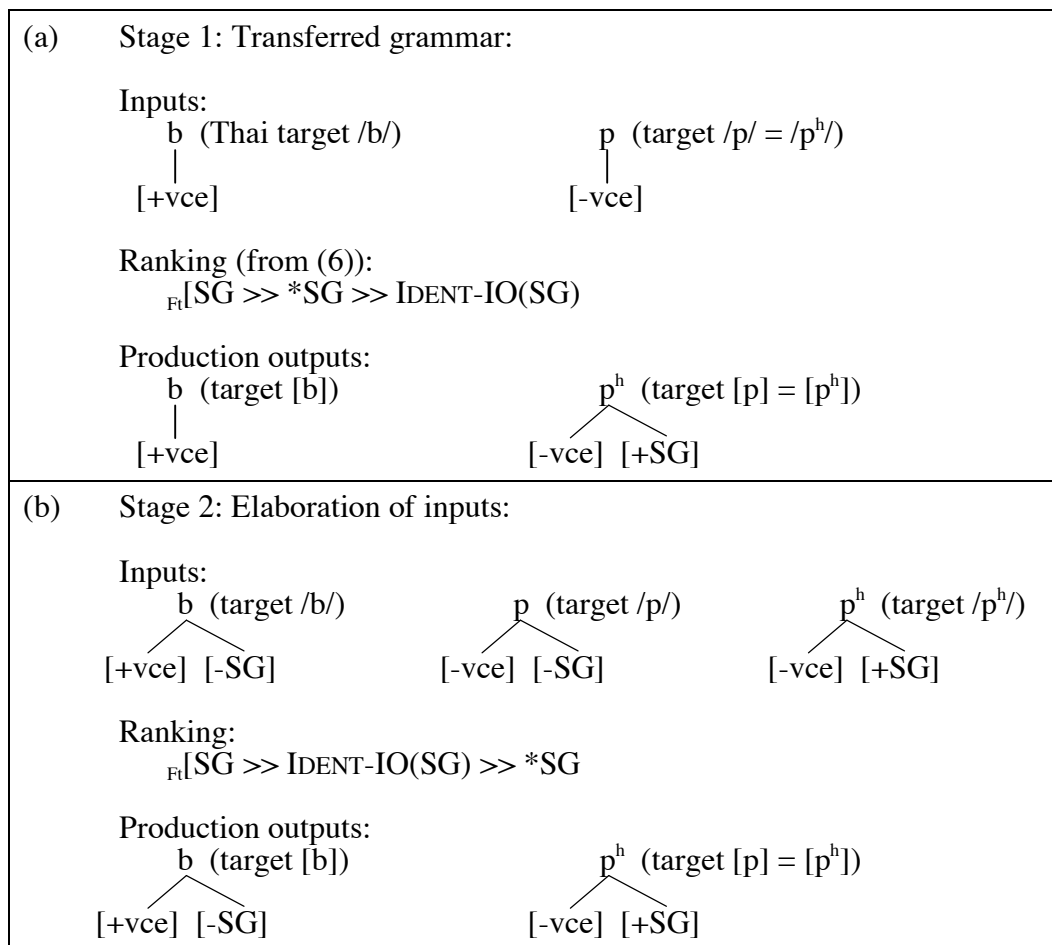 (a) Stage 1: Transferred grammar:
Inputs:
b (Thai target /b/) p (target /p/ = /pʰ/)
[+vce] [-vce]
Ranking (from (6)):
Ft[SG >> *SG >> IDENT-IO(SG)
Production outputs:
b (target [b]) pʰ (target [p] = [pʰ])
[+vce] [-vce] [+SG]
(b) Stage 2: Elaboration of inputs:
Inputs:
b (target /b/) p (target /p/) pʰ (target /pʰ/)
[+vce] [-SG] [-vce] [-SG] [-vce] [+SG]
Ranking:
Ft[SG >> IDENT-IO(SG) >> *SG
Production outputs:
b (target [b]) pʰ (target [p] = [pʰ])
[+vce] [-SG] [-vce] [+SG]